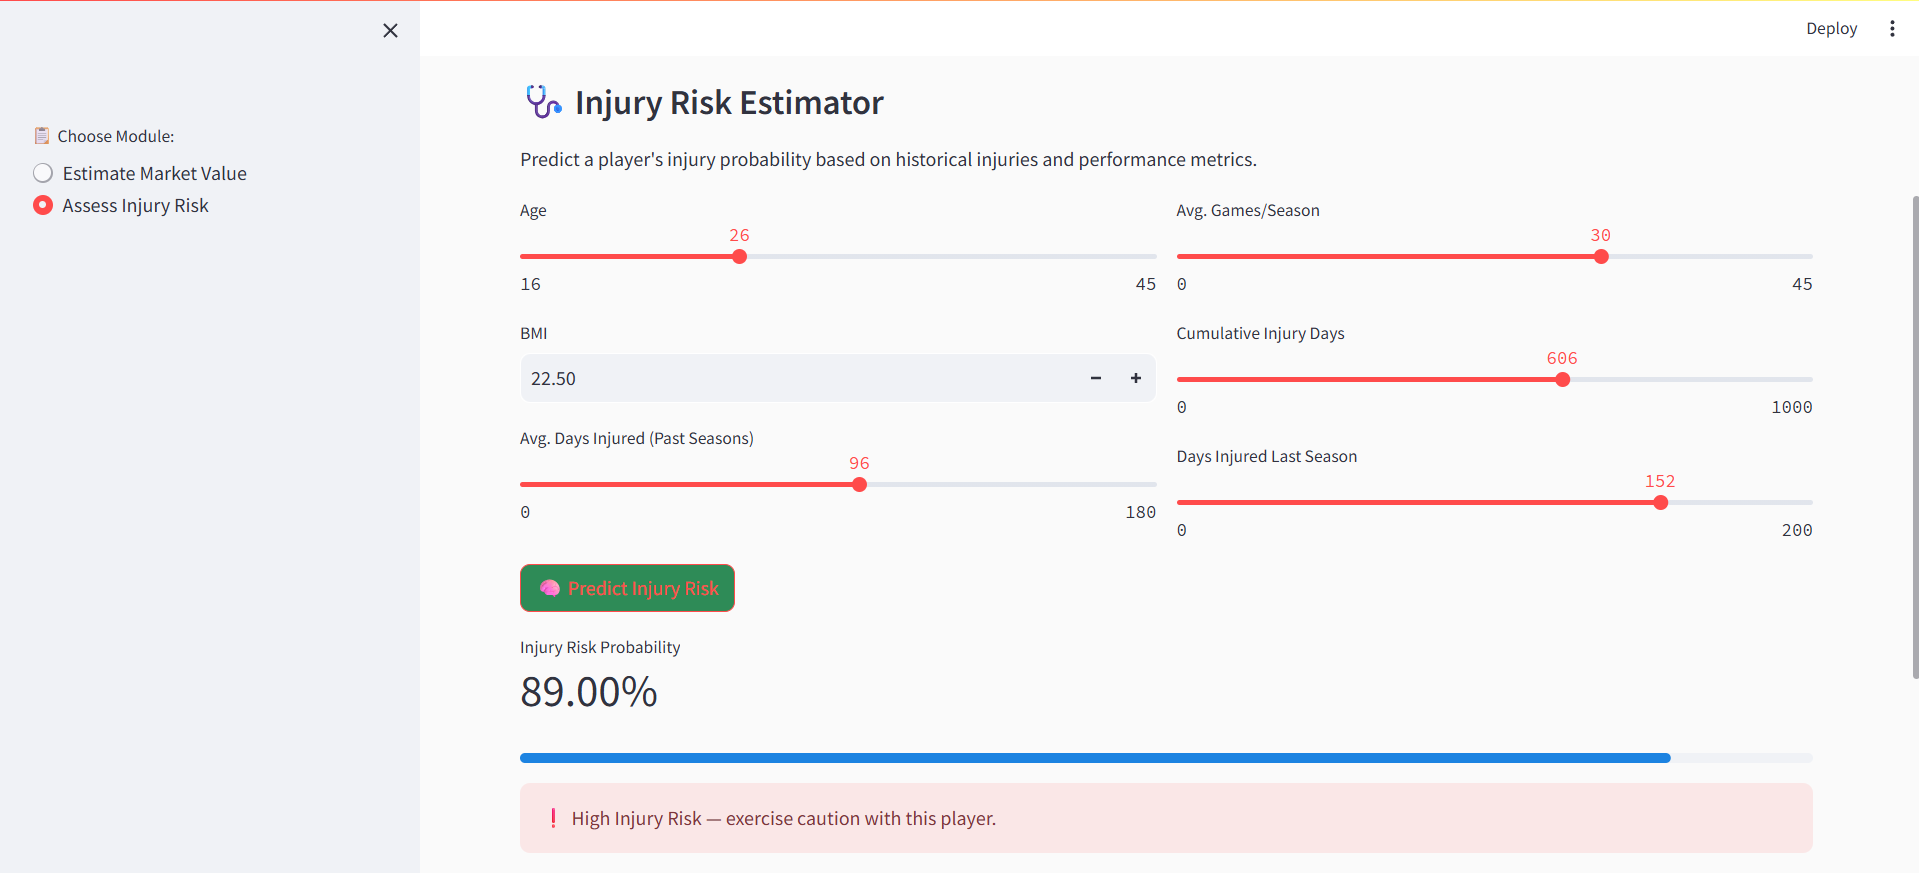 Deploy
Choose Module:
Estimate Market Value
Assess Injury Risk
Injury Risk Estimator
Predict a player's injury probability based on historical injuries and performance metrics.
Age
26
16 45
BMI
22.50
Avg. Days Injured (Past Seasons)
96
0 180
Avg. Games/Season
30
0 45
Cumulative Injury Days
606
0 1000
Days Injured Last Season
152
0 200
Predict Injury Risk
Injury Risk Probability
89.00%
High Injury Risk — exercise caution with this player.